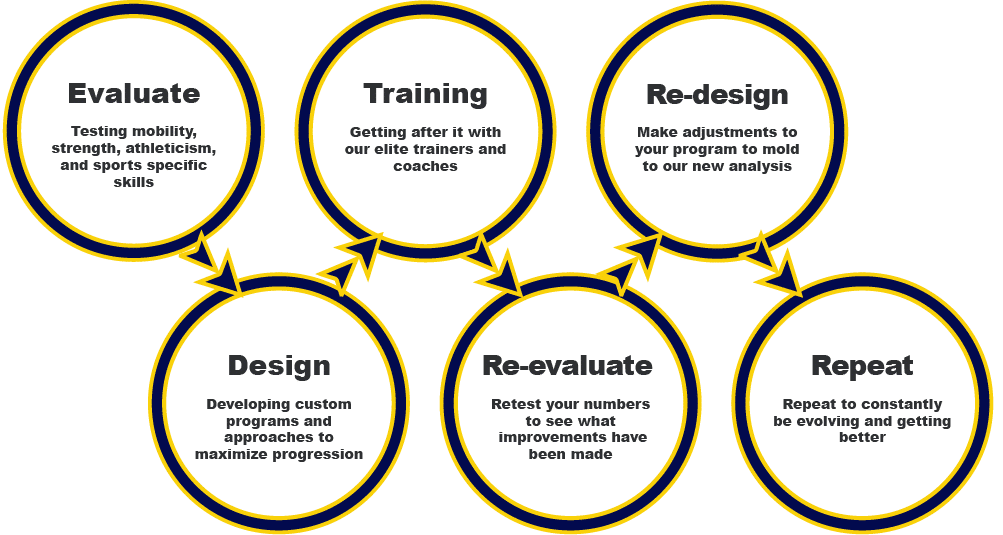 Evaluate
Testing mobility,
strength, athleticism,
and sports specific
skills
Design
Developing custom
programs and
approaches to
maximize progression
Training
Getting after it with
our elite trainers and
coaches
Re-evaluate
Retest your numbers
to see what
improvements have
been made
Re-design
Make adjustments to
your program to mold
to our new analysis
Repeat
Repeat to constantly
be evolving and getting
better